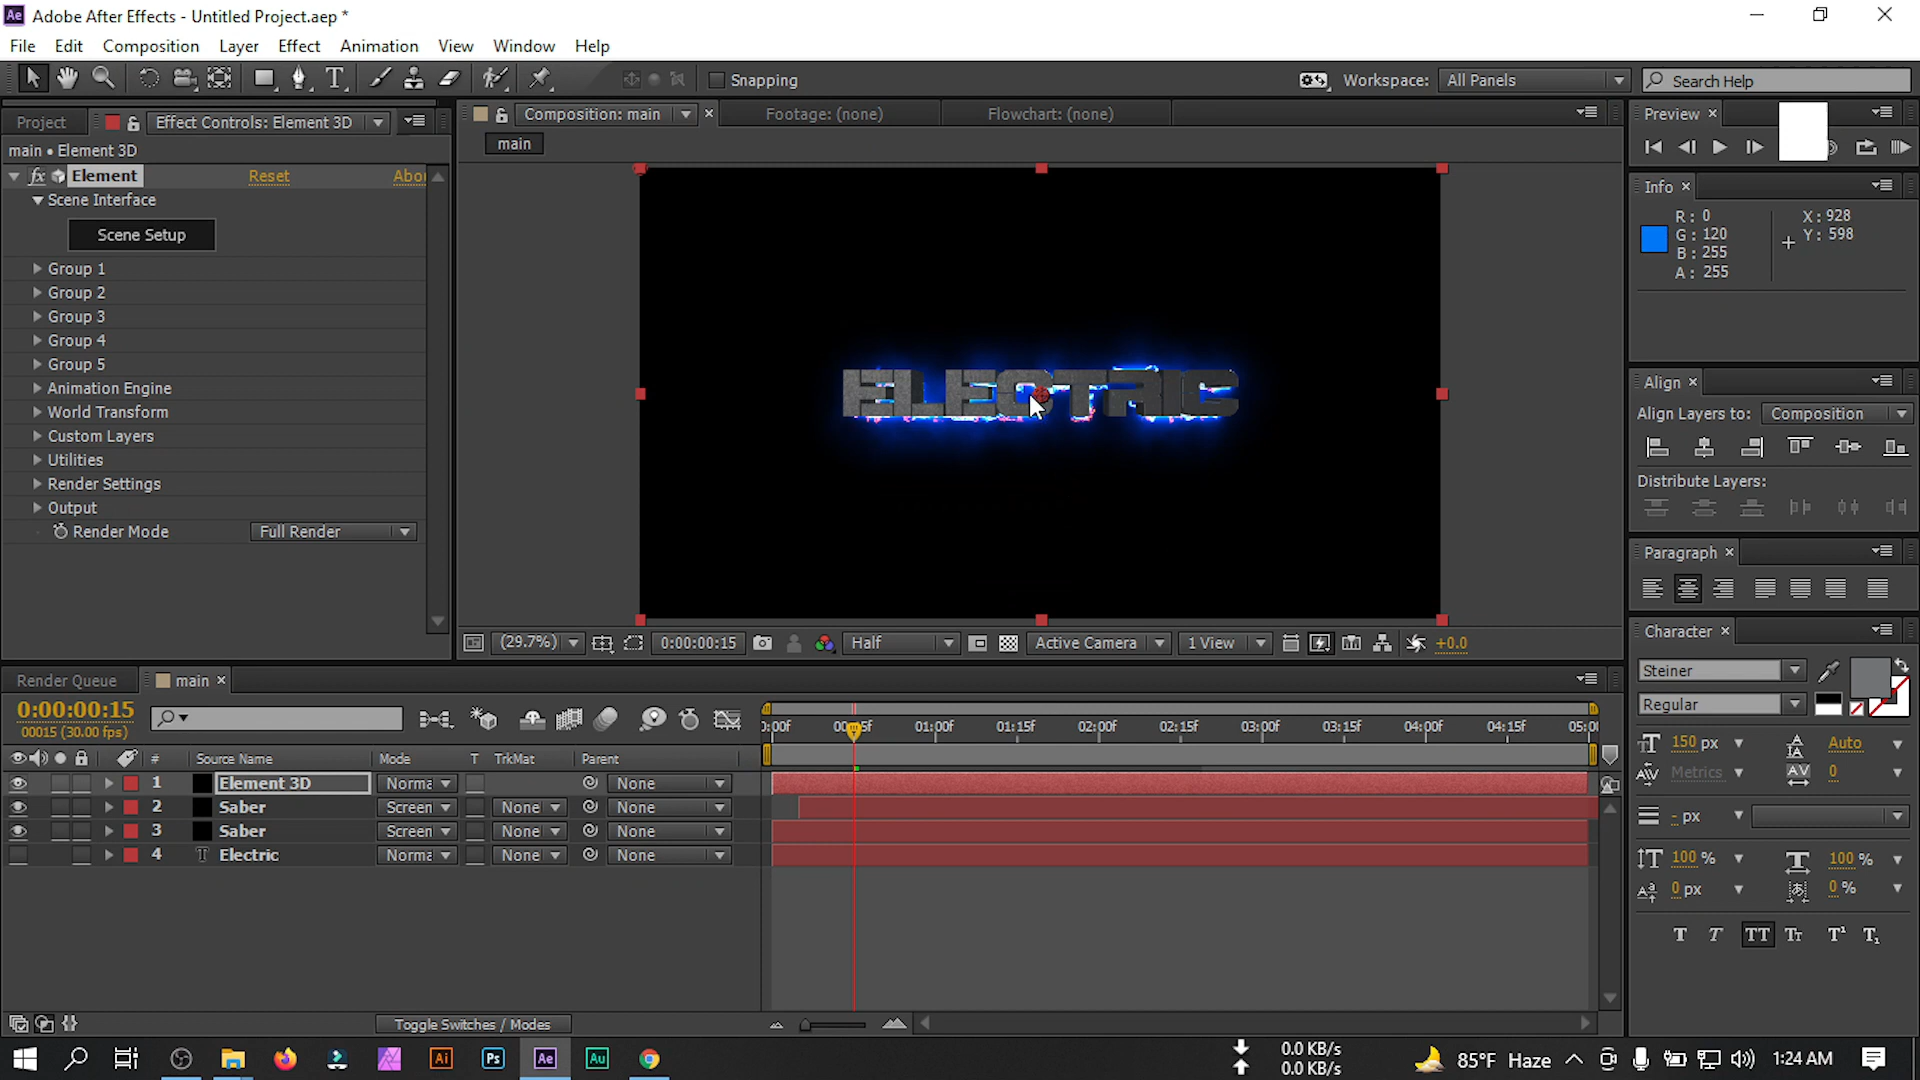 Adobe After Effects - Untitled Project.aep *
File Edit Composition Layer Effect Animation View Window Help
Snapping Workspace: All Panels Search Help
Project Effect Controls: Element 3D
main • Element 3D
Element Reset Abou
Scene Interface
Scene Setup
Group 1
Group 2
Group 3
Group 4
Group 5
Animation Engine
World Transform
Custom Layers
Utilities
Render Settings
Output
Render Mode Full Render
Composition: main Footage: (none) Flowchart: (none)
main
ELECTRIC
(29.7%) 0:00:00:15 Half Active Camera 1 View +0.0
Preview
Info
R: 0
G: 120
B: 255
A: 255
X: 928
Y: 598
Align
Align Layers to: Composition
Distribute Layers:
Paragraph
Character
Steiner
Regular
150 px Auto
Metrics 0
- px
100 % 100 %
0 px 0 %
Render Queue main
0:00:00:15
00015 (30.00 fps)
# Source Name Mode T TrkMat Parent
1 Element 3D Norma None
2 Saber Screen None None
3 Saber Screen None None
4 Electric Norma None None
Toggle Switches / Modes
0:00f 00:15f 01:00f 01:15f 02:00f 02:15f 03:00f 03:15f 04:00f 04:15f 05:00
0.0 KB/s
0.0 KB/s
85°F Haze 1:24 AM